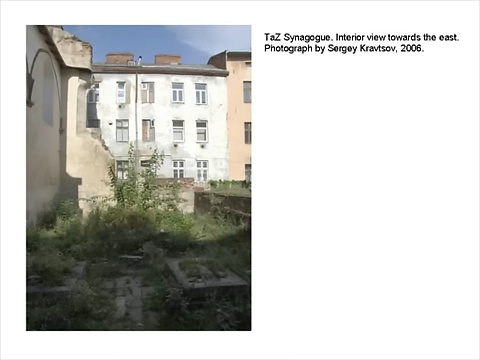 TaZ Synagogue. Interior view towards the east.
Photograph by Sergey Kravtsov, 2006.